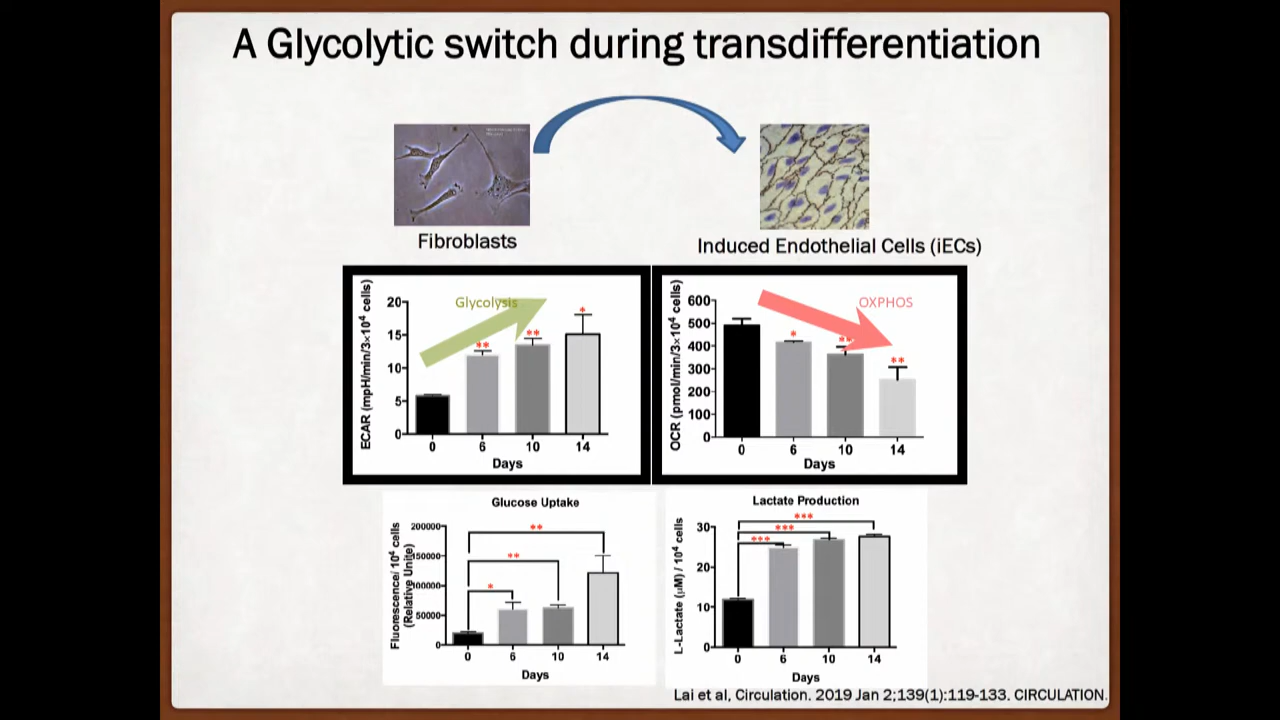 A Glycolytic switch during transdifferentiation
Fibroblasts
Induced Endothelial Cells (iECs)
ECAR (mpH/min/3×10⁴ cells)
20
15
10
5
0
Glycolysis
**
**
*
0 6 10 14
Days
OCR (pmol/min/3×10⁴ cells)
600
500
400
300
200
100
0
OXPHOS
*
**
**
0 6 10 14
Days
Glucose Uptake
Fluorescence/ 10⁴ cells
(Relative Unite)
200000
150000
100000
50000
0
**
**
*
0 6 10 14
Days
Lactate Production
L-Lactate (μM) / 10⁴ cells
30
20
10
0
***
***
***
0 6 10 14
Days
Lai et al, Circulation. 2019 Jan 2;139(1):119-133. CIRCULATION.